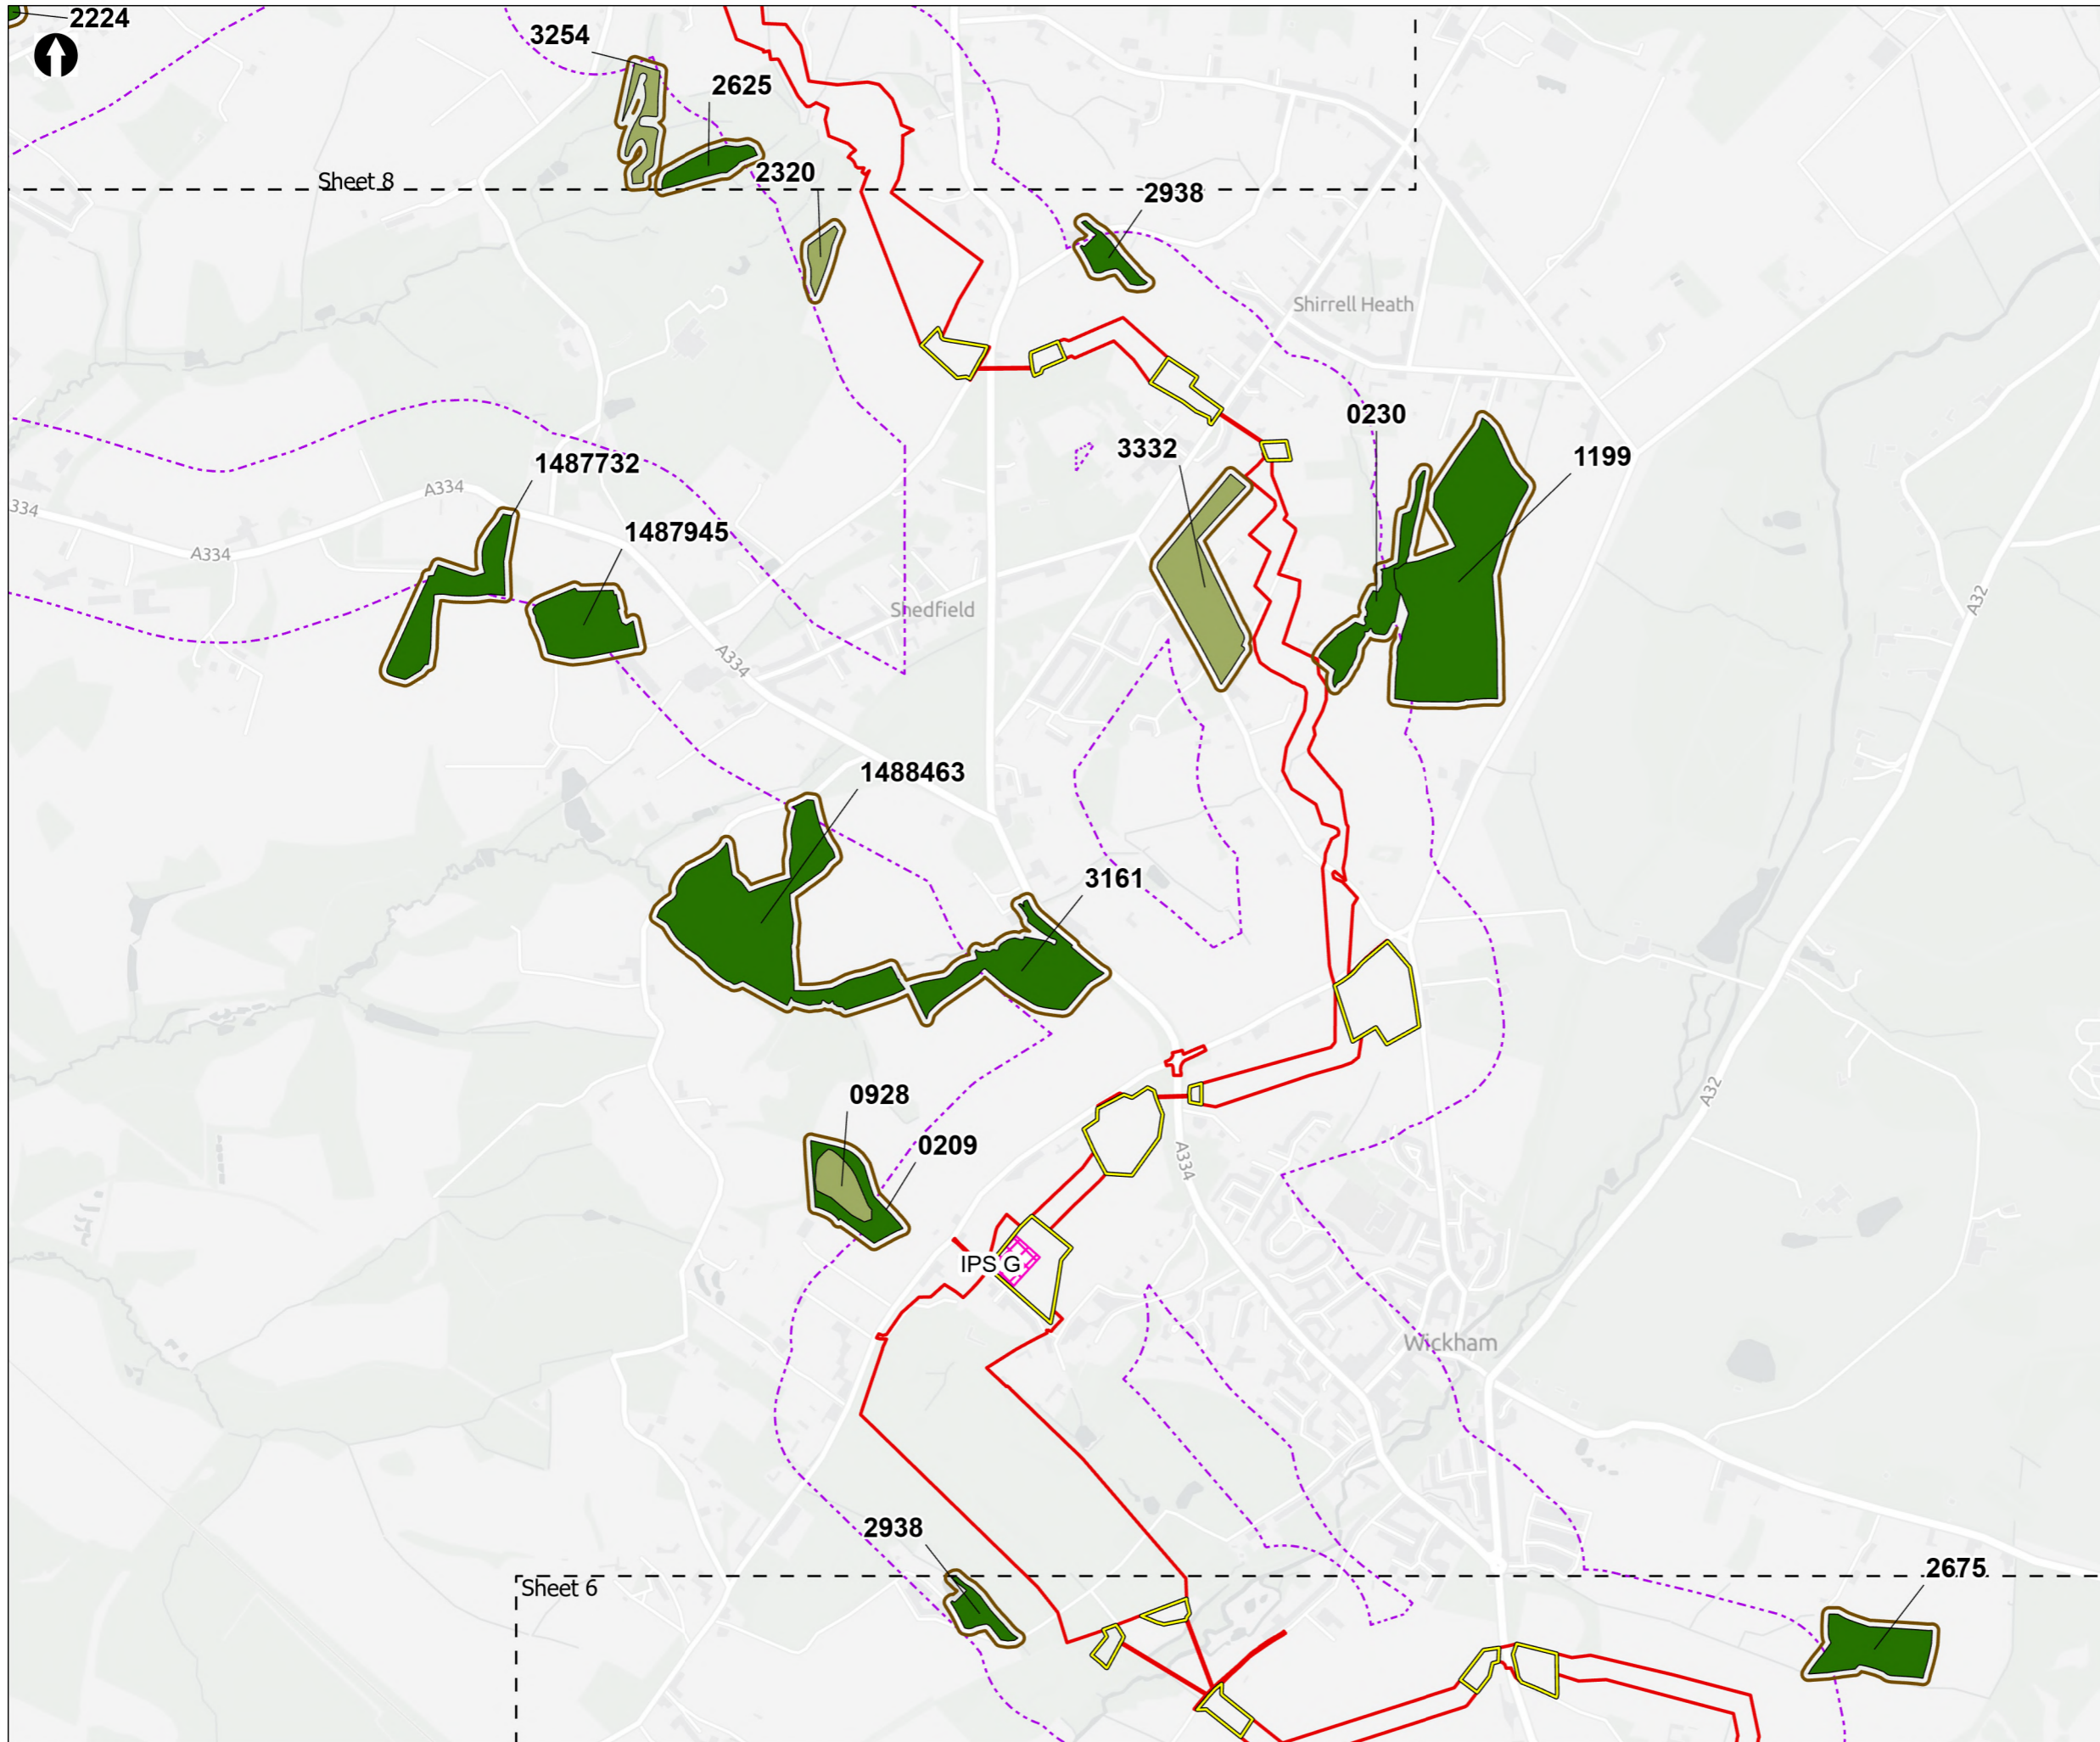 2224
3254
2625
2320
Sheet 8
2938
Shirrell Heath
0230
3332
1199
1487732
A334
334
A334
1487945
A32
Shedfield
A334
1488463
3161
A32
0928
0209
A334
IPS G
Wickham
2938
2675
Sheet 6